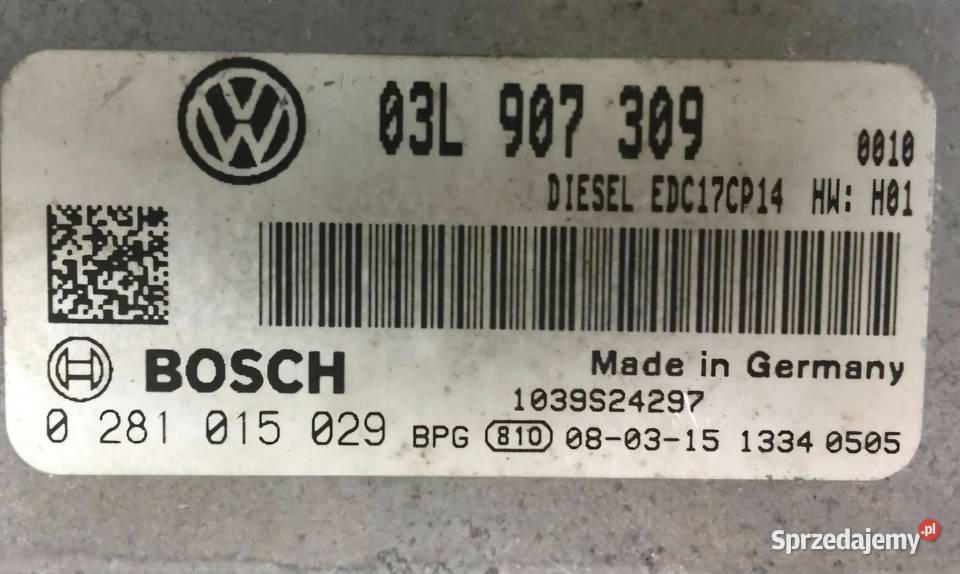 03L 907 309
0010
DIESEL EDC17CP14 HW: H01
BOSCH
Made in Germany
1039S24297
0 281 015 029 BPG 810 08-03-15 1334 0505
Sprzedajemy.pl